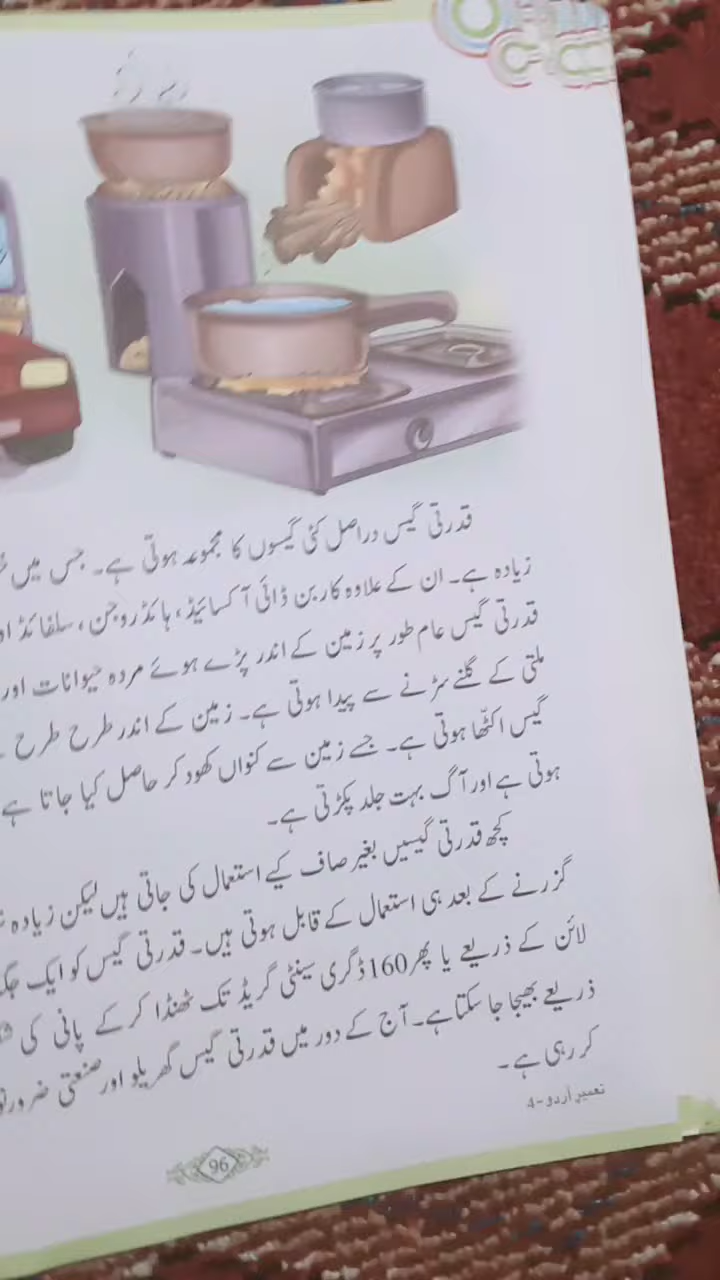 قدرتی گیس دراصل کئی گیسوں کا مجموعہ ہوتی ہے۔ جس میں
زیادہ ہے۔ ان کے علاوہ کاربن ڈائی آکسائیڈ، ہائڈروجن، سلفائڈ
قدرتی گیس عام طور پر زمین کے اندر پڑے ہوئے مردہ حیوانات اور
ملتی کے گلنے سڑنے سے پیدا ہوتی ہے۔ زمین کے اندر طرح طرح
گیس اکٹھا ہوتی ہے۔ جسے زمین سے کنواں کھود کر حاصل کیا جاتا ہے
ہوتی ہے اور آگ بہت جلد پکڑتی ہے۔
کچھ قدرتی گیسیں بغیر صاف کیے استعمال کی جاتی ہیں لیکن زیادہ
گزرنے کے بعد ہی استعمال کے قابل ہوتی ہیں۔ قدرتی گیس کو ایک
لائن کے ذریعے یا پھر 160 ڈگری سینٹی گریڈ تک ٹھنڈا کرکے پانی کی
ذریعے بھیجا جا سکتا ہے۔ آج کے دور میں قدرتی گیس گھریلو اور صنعتی
کر رہی ہے۔
تعمیر اردو-4
96